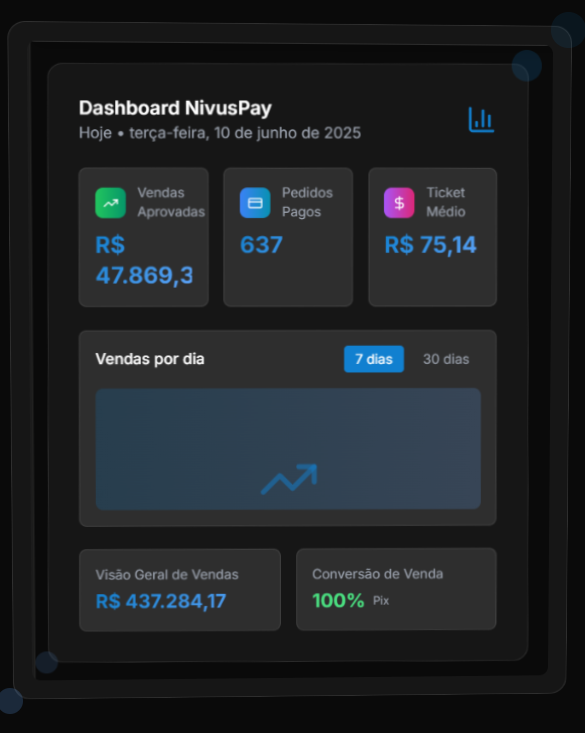 Dashboard NivusPay
Hoje • terça-feira, 10 de junho de 2025
Vendas
Aprovadas
R$
47.869,3
Pedidos
Pagos
637
Ticket
Médio
R$ 75,14
Vendas por dia
7 dias
30 dias
Visão Geral de Vendas
R$ 437.284,17
Conversão de Venda
100% Pix